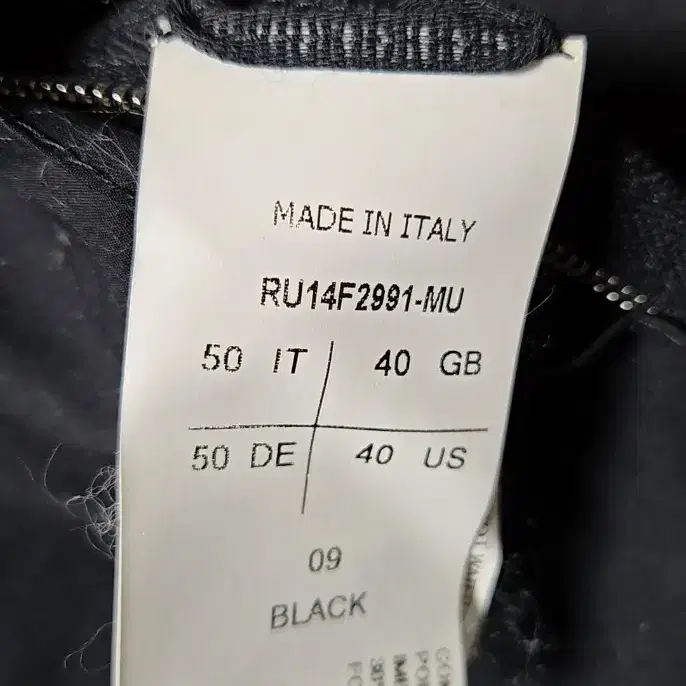 MADE IN ITALY
RU14F2991-MU
50 IT 40 GB
50 DE 40 US
09
BLACK